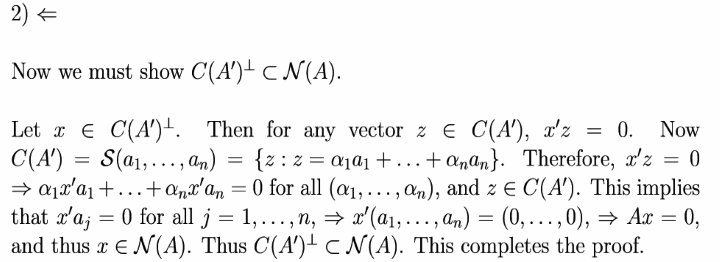 2) ⇐
Now we must show C(A′)⊥ ⊂ 𝒩(A).
Let x ∈ C(A′)⊥. Then for any vector z ∈ C(A′), x′z = 0. Now
C(A′) = 𝒮(a₁, . . . , aₙ) = {z : z = α₁a₁ + . . . + αₙaₙ}. Therefore, x′z = 0
⇒ α₁x′a₁ + . . . + αₙx′aₙ = 0 for all (α₁, . . . , αₙ), and z ∈ C(A′). This implies
that x′aⱼ = 0 for all j = 1, . . . , n, ⇒ x′(a₁, . . . , aₙ) = (0, . . . , 0), ⇒ Ax = 0,
and thus x ∈ 𝒩(A). Thus C(A′)⊥ ⊂ 𝒩(A). This completes the proof.